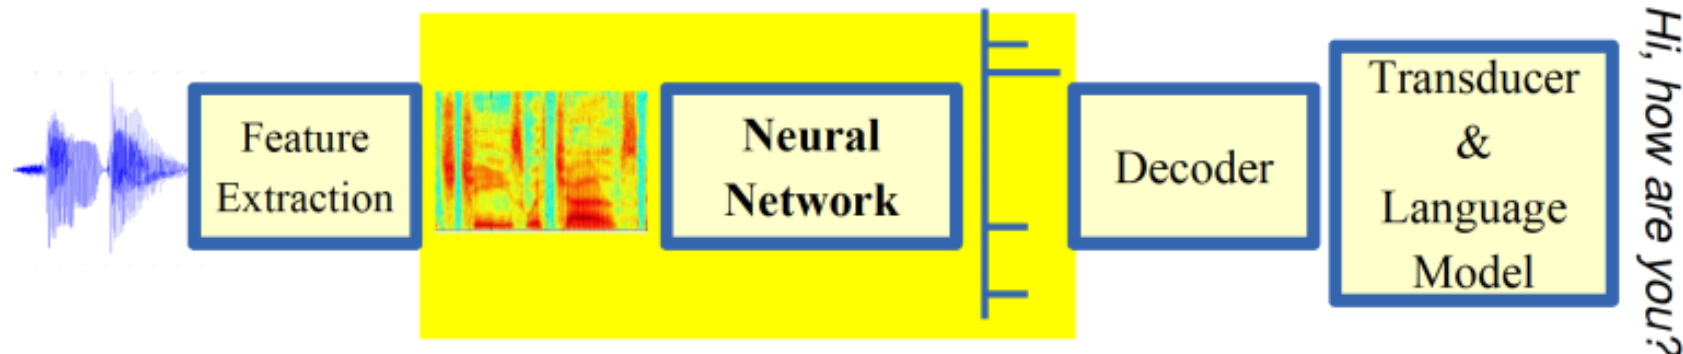 Feature
Extraction
Neural
Network
Decoder
Transducer
&
Language
Model
Hi, how are you?